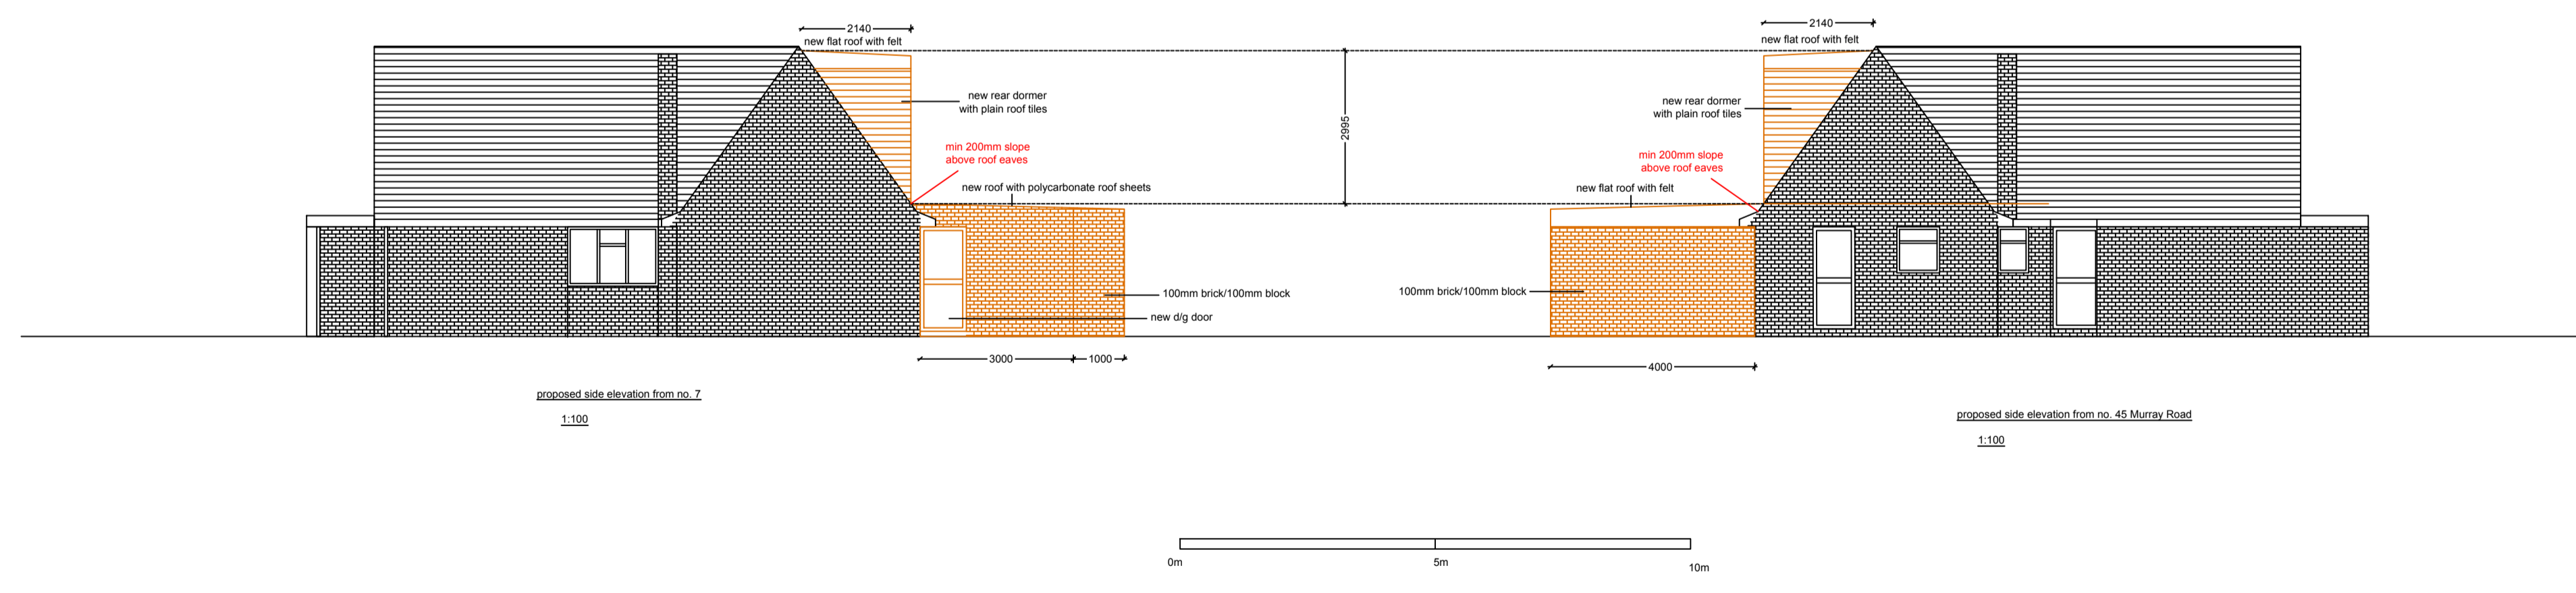 2140
new flat roof with felt
new rear dormer
with plain roof tiles
min 200mm slope
above roof eaves
new roof with polycarbonate roof sheets
100mm brick/100mm block
new d/g door
3000
1000
proposed side elevation from no. 7
1:100
2995
2140
new flat roof with felt
new rear dormer
with plain roof tiles
min 200mm slope
above roof eaves
new flat roof with felt
100mm brick/100mm block
4000
proposed side elevation from no. 45 Murray Road
1:100
0m
5m
10m